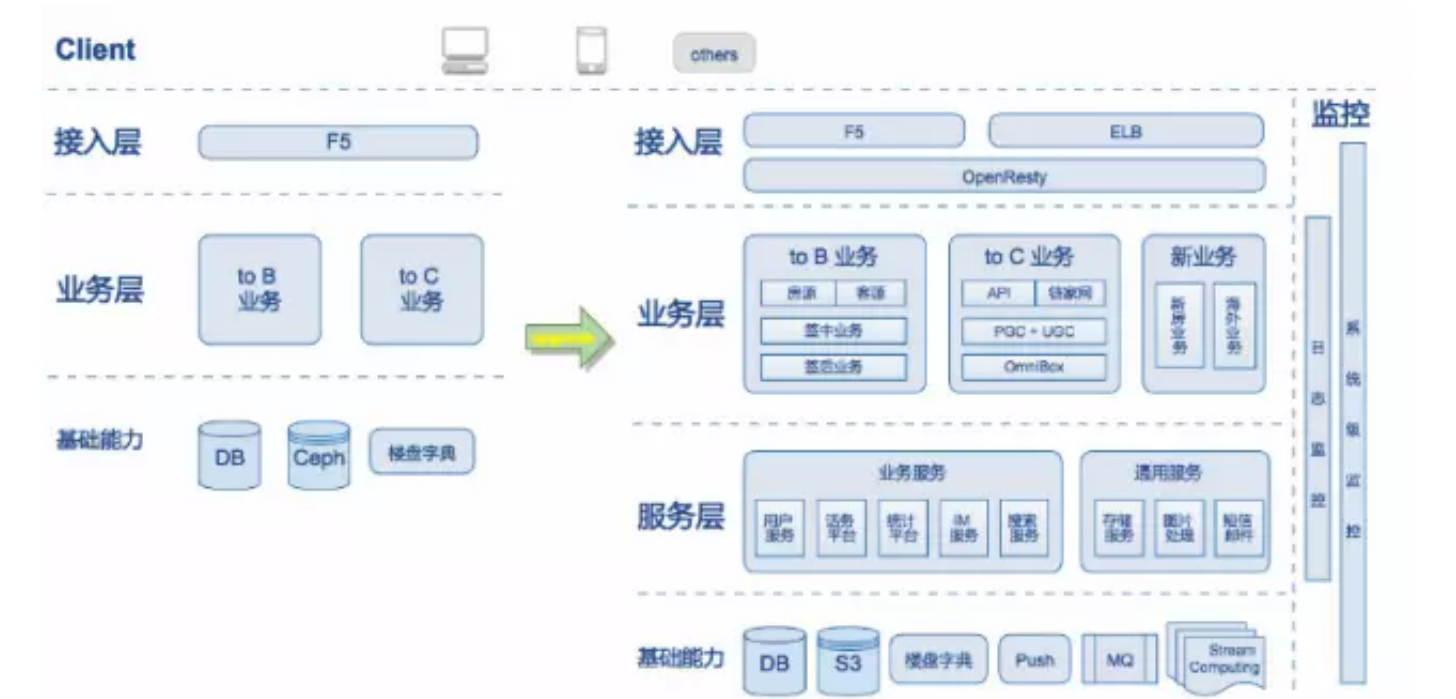 Client
others
接入层
F5
业务层
to B
业务
to C
业务
基础能力
DB
Ceph
楼盘字典
接入层
F5
ELB
OpenResty
业务层
to B 业务
房源
客源
签中业务
签后业务
to C 业务
API
链家网
PGC + UGC
OmniBox
新业务
新房业务
海外业务
服务层
业务服务
用户
服务
话务
平台
统计
平台
IM
服务
搜索
服务
通用服务
存储
服务
图片
处理
短信
邮件
基础能力
DB
S3
楼盘字典
Push
MQ
Stream
Computing
监控
日志监控
系统级监控